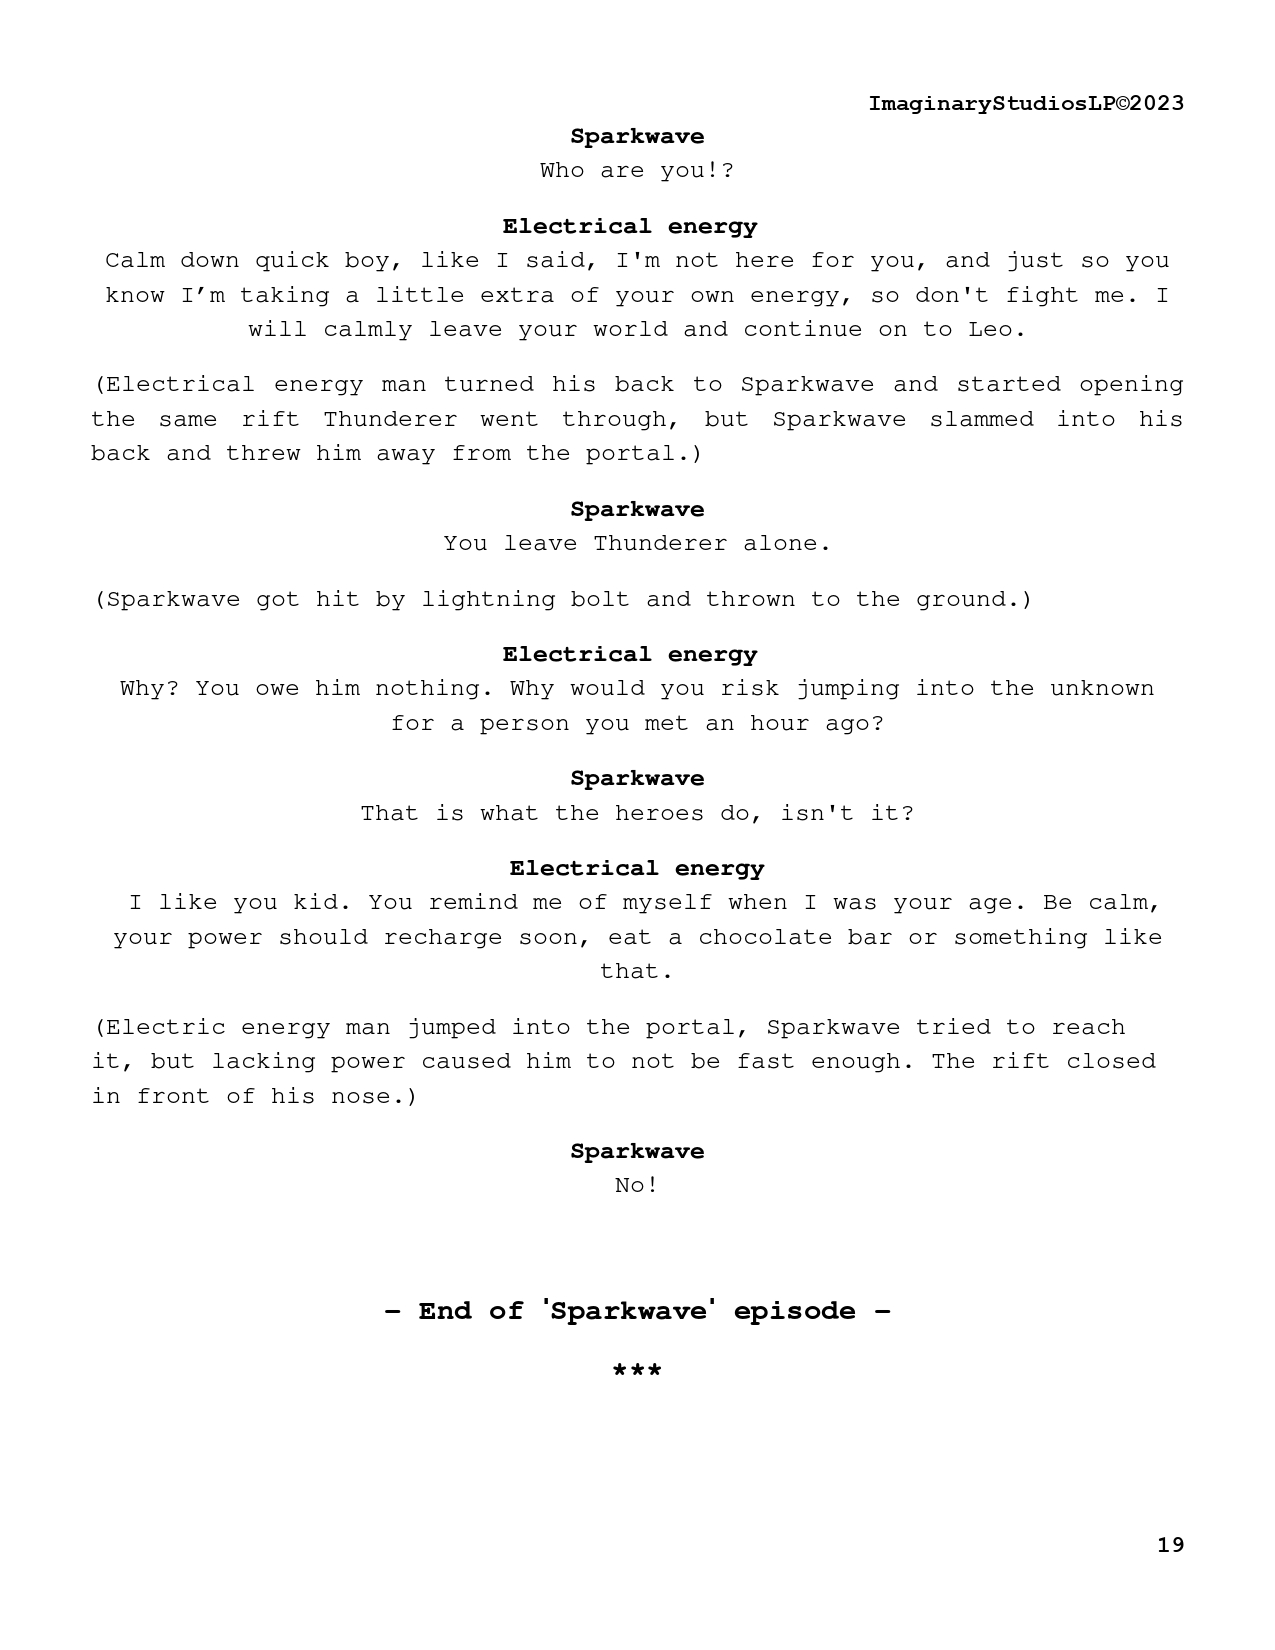 ImaginaryStudiosLP©2023
Sparkwave
Who are you!?
Electrical energy
Calm down quick boy, like I said, I'm not here for you, and just so you
know I’m taking a little extra of your own energy, so don't fight me. I
will calmly leave your world and continue on to Leo.
(Electrical energy man turned his back to Sparkwave and started opening
the same rift Thunderer went through, but Sparkwave slammed into his
back and threw him away from the portal.)
Sparkwave
You leave Thunderer alone.
(Sparkwave got hit by lightning bolt and thrown to the ground.)
Electrical energy
Why? You owe him nothing. Why would you risk jumping into the unknown
for a person you met an hour ago?
Sparkwave
That is what the heroes do, isn't it?
Electrical energy
I like you kid. You remind me of myself when I was your age. Be calm,
your power should recharge soon, eat a chocolate bar or something like
that.
(Electric energy man jumped into the portal, Sparkwave tried to reach
it, but lacking power caused him to not be fast enough. The rift closed
in front of his nose.)
Sparkwave
No!
– End of 'Sparkwave' episode –
***
19